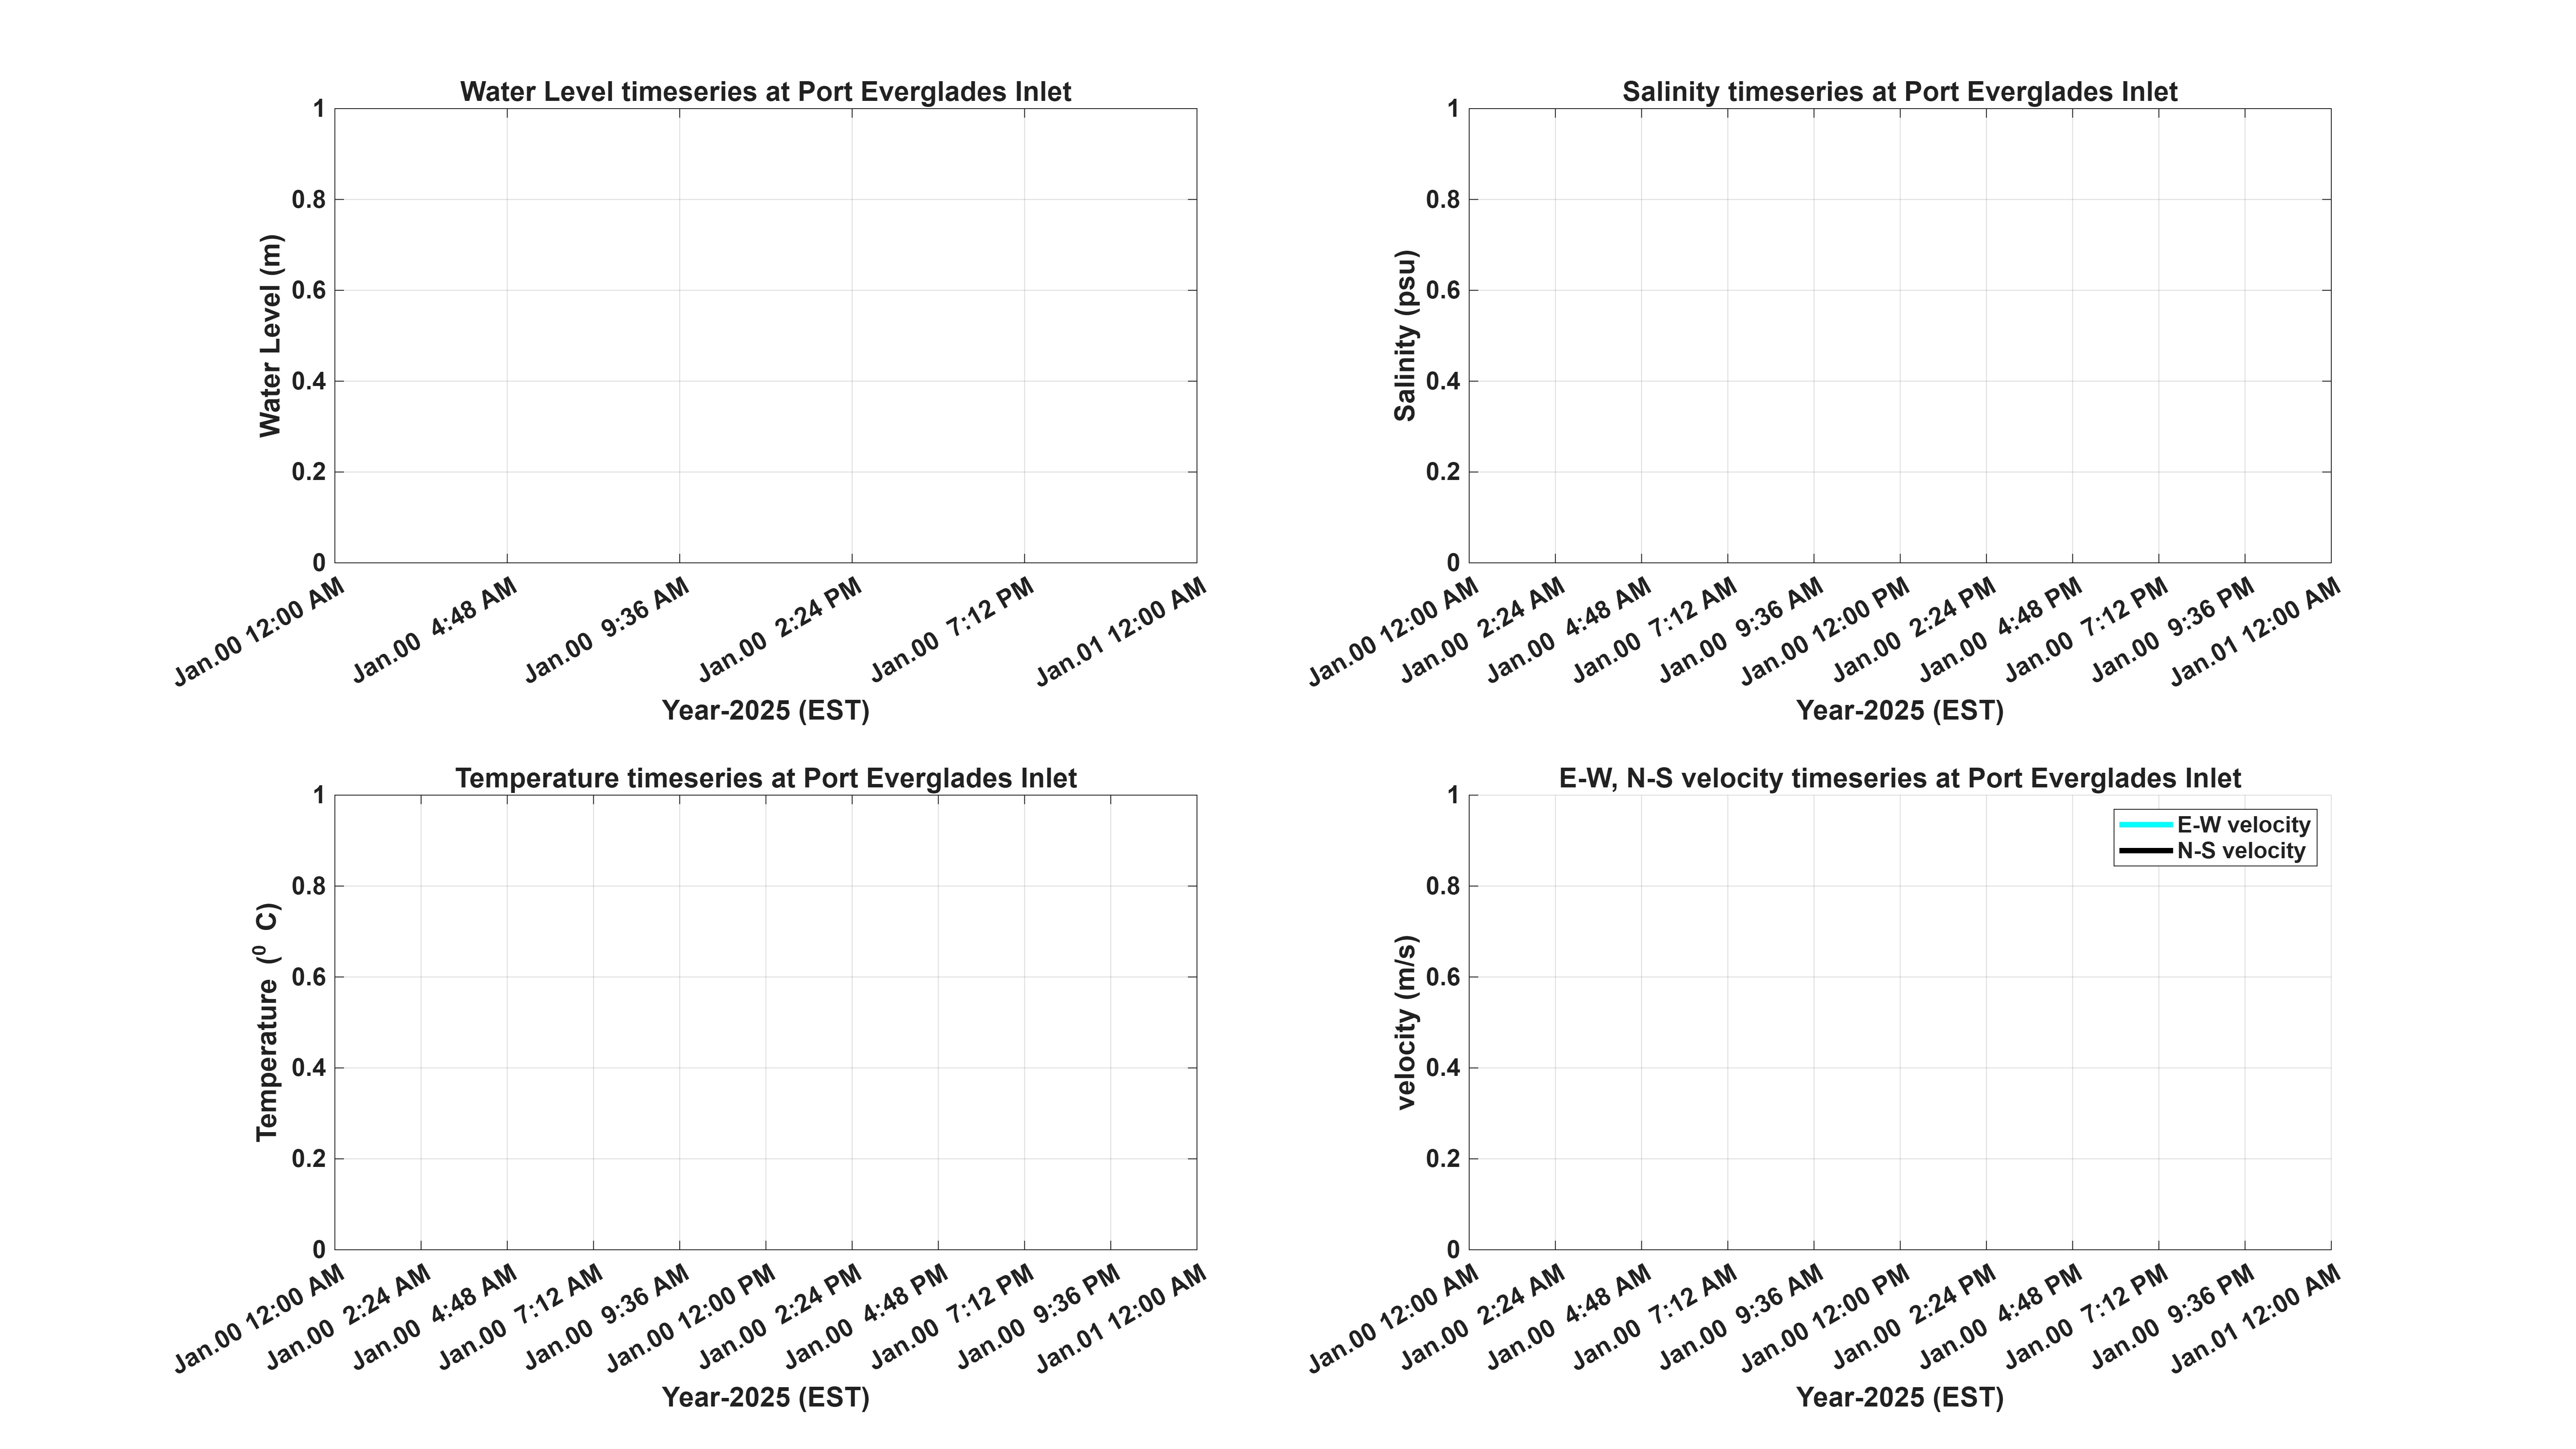 Water Level timeseries at Port Everglades Inlet
Water Level (m)
1
0.8
0.6
0.4
0.2
0
Jan.00 12:00 AM
Jan.00  4:48 AM
Jan.00  9:36 AM
Jan.00  2:24 PM
Jan.00  7:12 PM
Jan.01 12:00 AM
Year-2025 (EST)
Salinity timeseries at Port Everglades Inlet
Salinity (psu)
1
0.8
0.6
0.4
0.2
0
Jan.00 12:00 AM
Jan.00  2:24 AM
Jan.00  4:48 AM
Jan.00  7:12 AM
Jan.00  9:36 AM
Jan.00 12:00 PM
Jan.00  2:24 PM
Jan.00  4:48 PM
Jan.00  7:12 PM
Jan.00  9:36 PM
Jan.01 12:00 AM
Year-2025 (EST)
Temperature timeseries at Port Everglades Inlet
Temperature (⁰ C)
1
0.8
0.6
0.4
0.2
0
Jan.00 12:00 AM
Jan.00  2:24 AM
Jan.00  4:48 AM
Jan.00  7:12 AM
Jan.00  9:36 AM
Jan.00 12:00 PM
Jan.00  2:24 PM
Jan.00  4:48 PM
Jan.00  7:12 PM
Jan.00  9:36 PM
Jan.01 12:00 AM
Year-2025 (EST)
E-W, N-S velocity timeseries at Port Everglades Inlet
velocity (m/s)
1
0.8
0.6
0.4
0.2
0
E-W velocity
N-S velocity
Jan.00 12:00 AM
Jan.00  2:24 AM
Jan.00  4:48 AM
Jan.00  7:12 AM
Jan.00  9:36 AM
Jan.00 12:00 PM
Jan.00  2:24 PM
Jan.00  4:48 PM
Jan.00  7:12 PM
Jan.00  9:36 PM
Jan.01 12:00 AM
Year-2025 (EST)